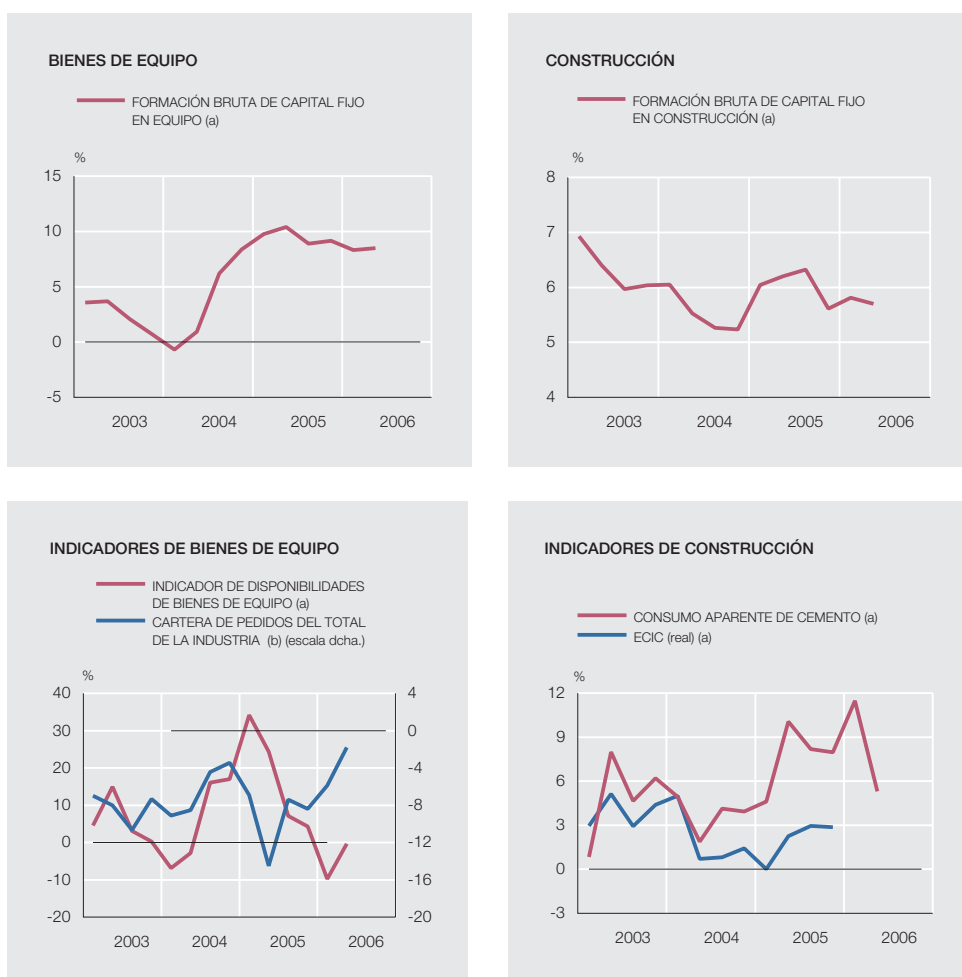 BIENES DE EQUIPO
FORMACIÓN BRUTA DE CAPITAL FIJO
EN EQUIPO (a)
%
15
10
5
0
-5
2003 2004 2005 2006
CONSTRUCCIÓN
FORMACIÓN BRUTA DE CAPITAL FIJO
EN CONSTRUCCIÓN (a)
%
8
7
6
5
4
2003 2004 2005 2006
INDICADORES DE BIENES DE EQUIPO
INDICADOR DE DISPONIBILIDADES
DE BIENES DE EQUIPO (a)
CARTERA DE PEDIDOS DEL TOTAL
DE LA INDUSTRIA (b) (escala dcha.)
%
40 4
30 0
20 -4
10 -8
0 -12
-10 -16
-20 -20
2003 2004 2005 2006
INDICADORES DE CONSTRUCCIÓN
CONSUMO APARENTE DE CEMENTO (a)
ECIC (real) (a)
%
12
9
6
3
0
-3
2003 2004 2005 2006